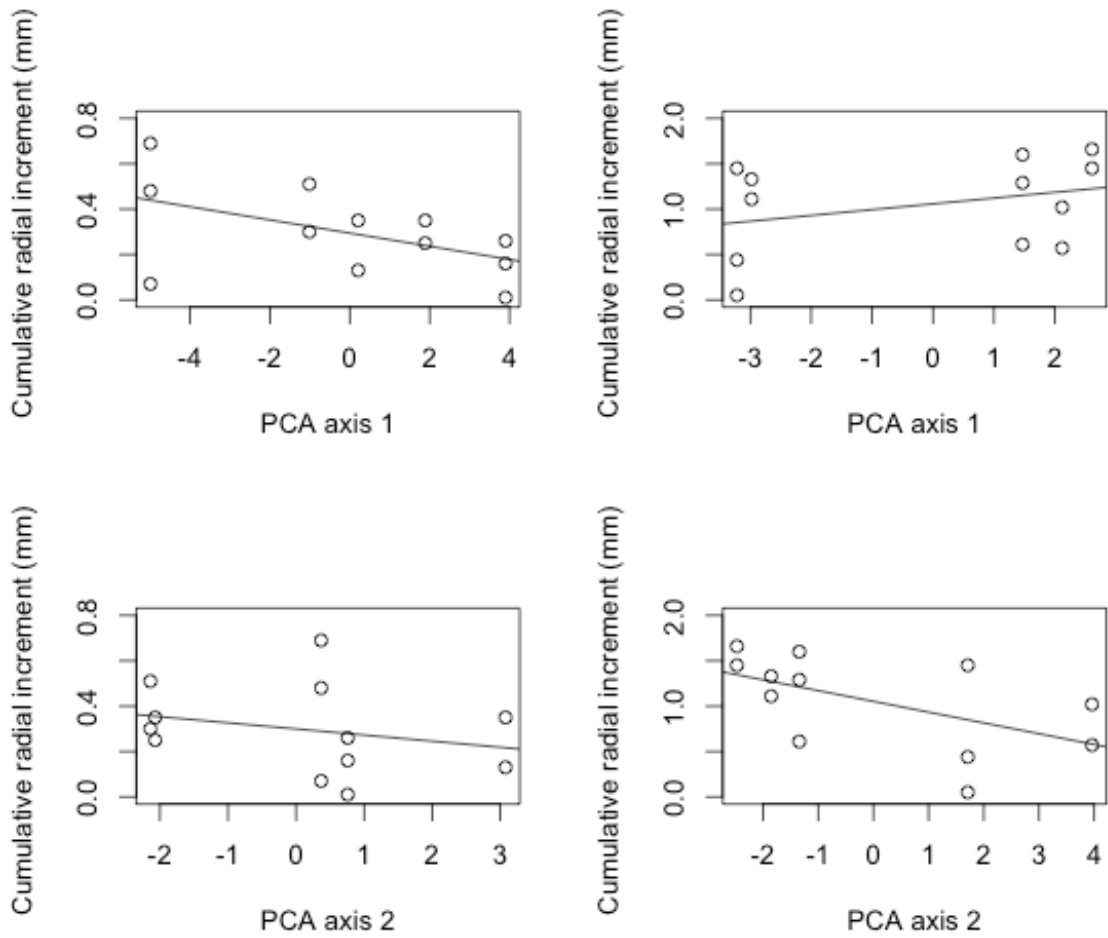 Cumulative radial increment (mm)
0.0 0.4 0.8
-4 -2 0 2 4
PCA axis 1
Cumulative radial increment (mm)
0.0 1.0 2.0
-3 -2 -1 0 1 2
PCA axis 1
Cumulative radial increment (mm)
0.0 0.4 0.8
-2 -1 0 1 2 3
PCA axis 2
Cumulative radial increment (mm)
0.0 1.0 2.0
-2 -1 0 1 2 3 4
PCA axis 2